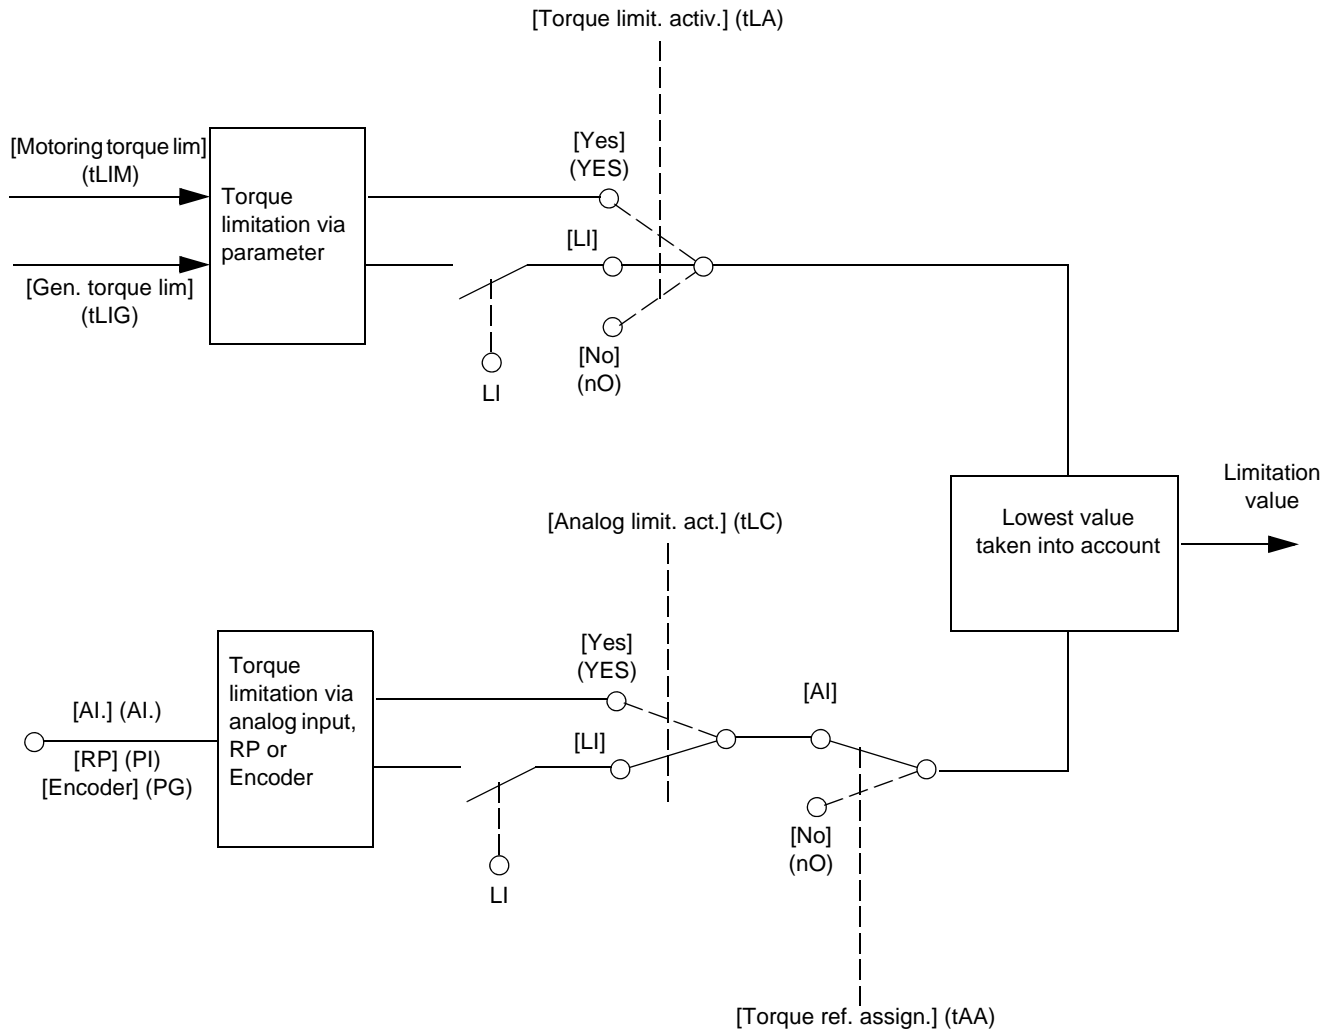 [Torque limit. activ.] (tLA)
[Motoring torque lim]
(tLIM)
[Gen. torque lim]
(tLIG)
Torque
limitation via
parameter
[Yes]
(YES)
[LI]
[No]
(nO)
LI
Lowest value
taken into account
Limitation
value
[Analog limit. act.] (tLC)
[AI.] (AI.)
[RP] (PI)
[Encoder] (PG)
Torque
limitation via
analog input,
RP or
Encoder
[Yes]
(YES)
[LI]
LI
[AI]
[No]
(nO)
[Torque ref. assign.] (tAA)